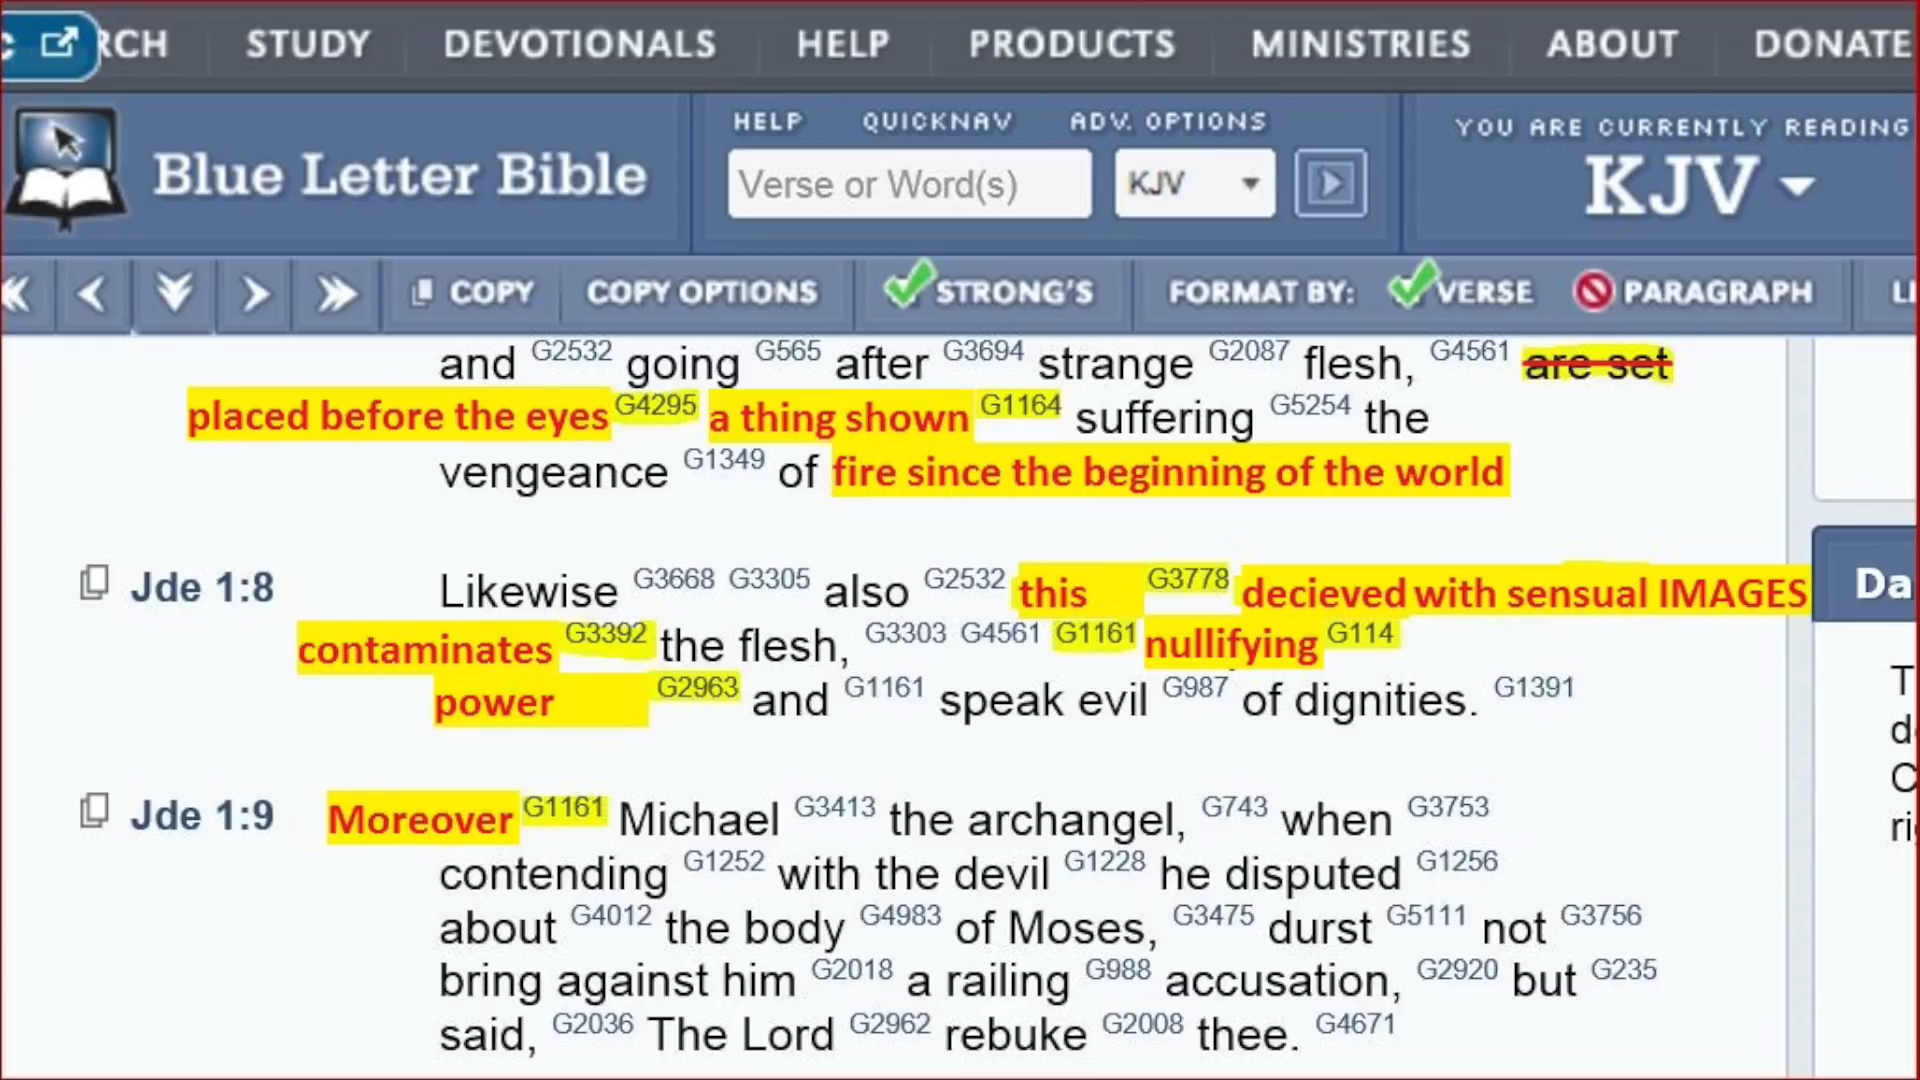 C RCH STUDY DEVOTIONALS HELP PRODUCTS MINISTRIES ABOUT DONATE
HELP QUICKNAV ADV. OPTIONS
YOU ARE CURRENTLY READING
Blue Letter Bible
Verse or Word(s) KJV
KJV
COPY COPY OPTIONS STRONG'S FORMAT BY: VERSE PARAGRAPH LI
and G2532 going G565 after G3694 strange G2087 flesh, G4561 are set
placed before the eyes G4295 a thing shown G1164 suffering G5254 the
vengeance G1349 of fire since the beginning of the world
Jde 1:8 Likewise G3668 G3305 also G2532 this G3778 decieved with sensual IMAGES
contaminates G3392 the flesh, G3303 G4561 G1161 nullifying G114
power G2963 and G1161 speak evil G987 of dignities. G1391
Jde 1:9 Moreover G1161 Michael G3413 the archangel, G743 when G3753
contending G1252 with the devil G1228 he disputed G1256
about G4012 the body G4983 of Moses, G3475 durst G5111 not G3756
bring against him G2018 a railing G988 accusation, G2920 but G235
said, G2036 The Lord G2962 rebuke G2008 thee. G4671
Da
T
d
C
ri